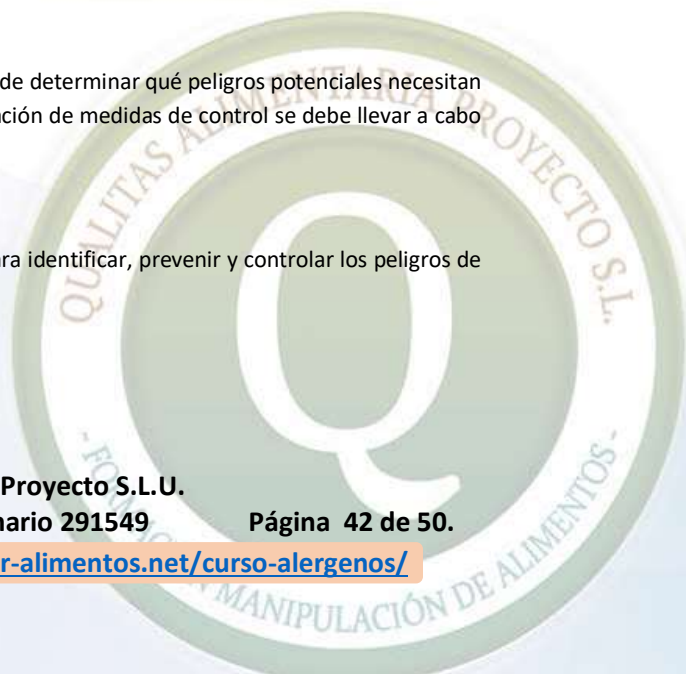 de determinar qué peligros potenciales necesitan
ación de medidas de control se debe llevar a cabo
ra identificar, prevenir y controlar los peligros de
QUALITAS ALIMENTARIA PROYECTO S.L.
- FORMACIÓN MANIPULACIÓN DE ALIMENTOS -
Q
Proyecto S.L.U.
nario 291549 Página 42 de 50.
r-alimentos.net/curso-alergenos/